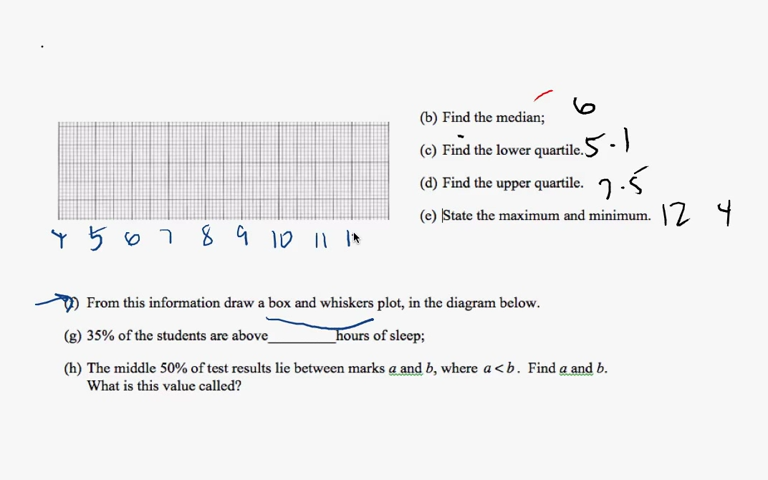 (b) Find the median; 6
(c) Find the lower quartile. 5.1
(d) Find the upper quartile. 7.5
(e) State the maximum and minimum. 12 4
4 5 6 7 8 9 10 11 1
(f) From this information draw a box and whiskers plot, in the diagram below.
(g) 35% of the students are above________hours of sleep;
(h) The middle 50% of test results lie between marks a and b, where a < b. Find a and b.
What is this value called?